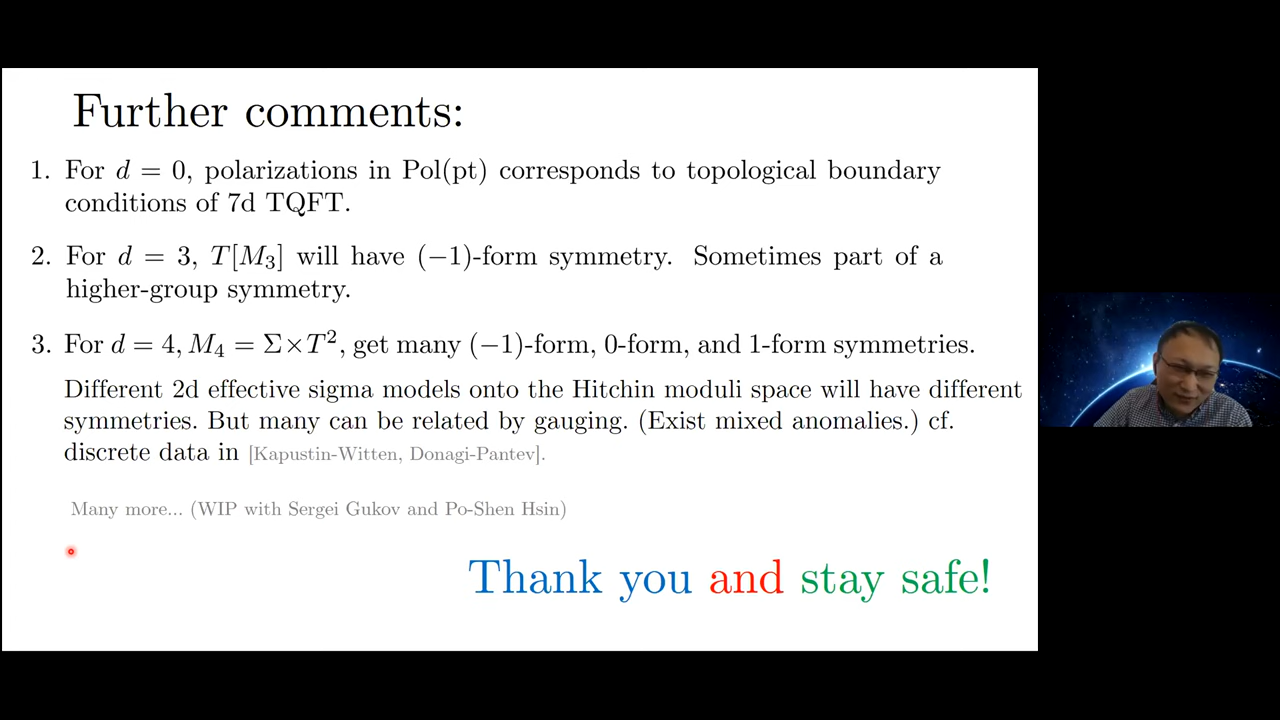 Further comments:
1. For d = 0, polarizations in Pol(pt) corresponds to topological boundary
conditions of 7d TQFT.
2. For d = 3, T[M₃] will have (−1)-form symmetry. Sometimes part of a
higher-group symmetry.
3. For d = 4, M₄ = Σ×T², get many (−1)-form, 0-form, and 1-form symmetries.
Different 2d effective sigma models onto the Hitchin moduli space will have different
symmetries. But many can be related by gauging. (Exist mixed anomalies.) cf.
discrete data in [Kapustin-Witten, Donagi-Pantev].
Many more... (WIP with Sergei Gukov and Po-Shen Hsin)
Thank you and stay safe!